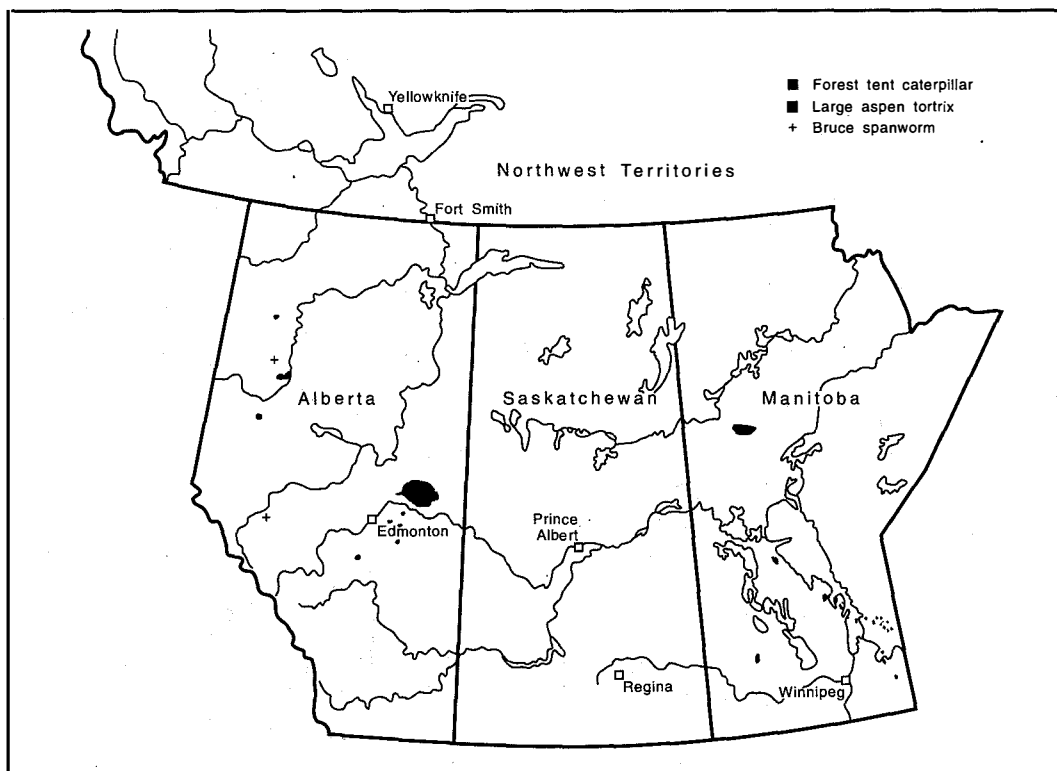 Yellowknife
Forest tent caterpillar
Large aspen tortrix
+ Bruce spanworm
Northwest Territories
Fort Smith
Alberta
Saskatchewan
Manitoba
Edmonton
Prince
Albert
Regina
Winnipeg